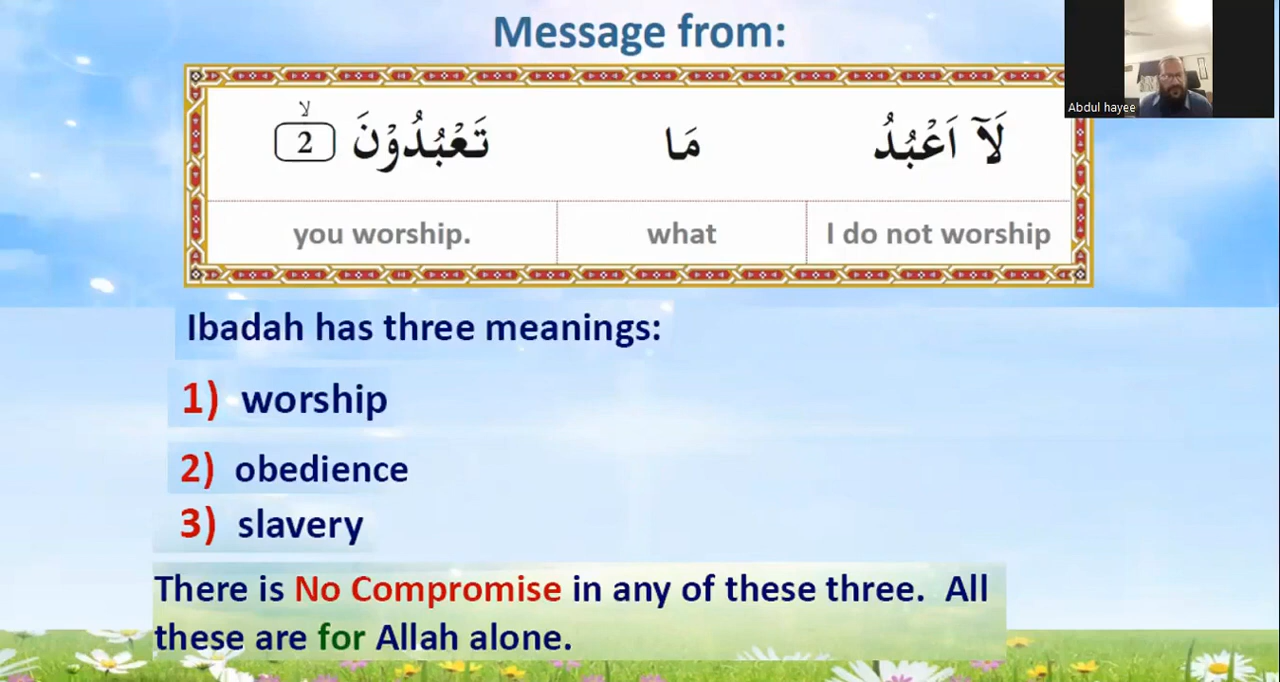 Message from:
لَآ اَعْبُدُ مَا تَعْبُدُوْنَ 2 ۙ
I do not worship what you worship.
Abdul hayee
Ibadah has three meanings:
1) worship
2) obedience
3) slavery
There is No Compromise in any of these three. All
these are for Allah alone.